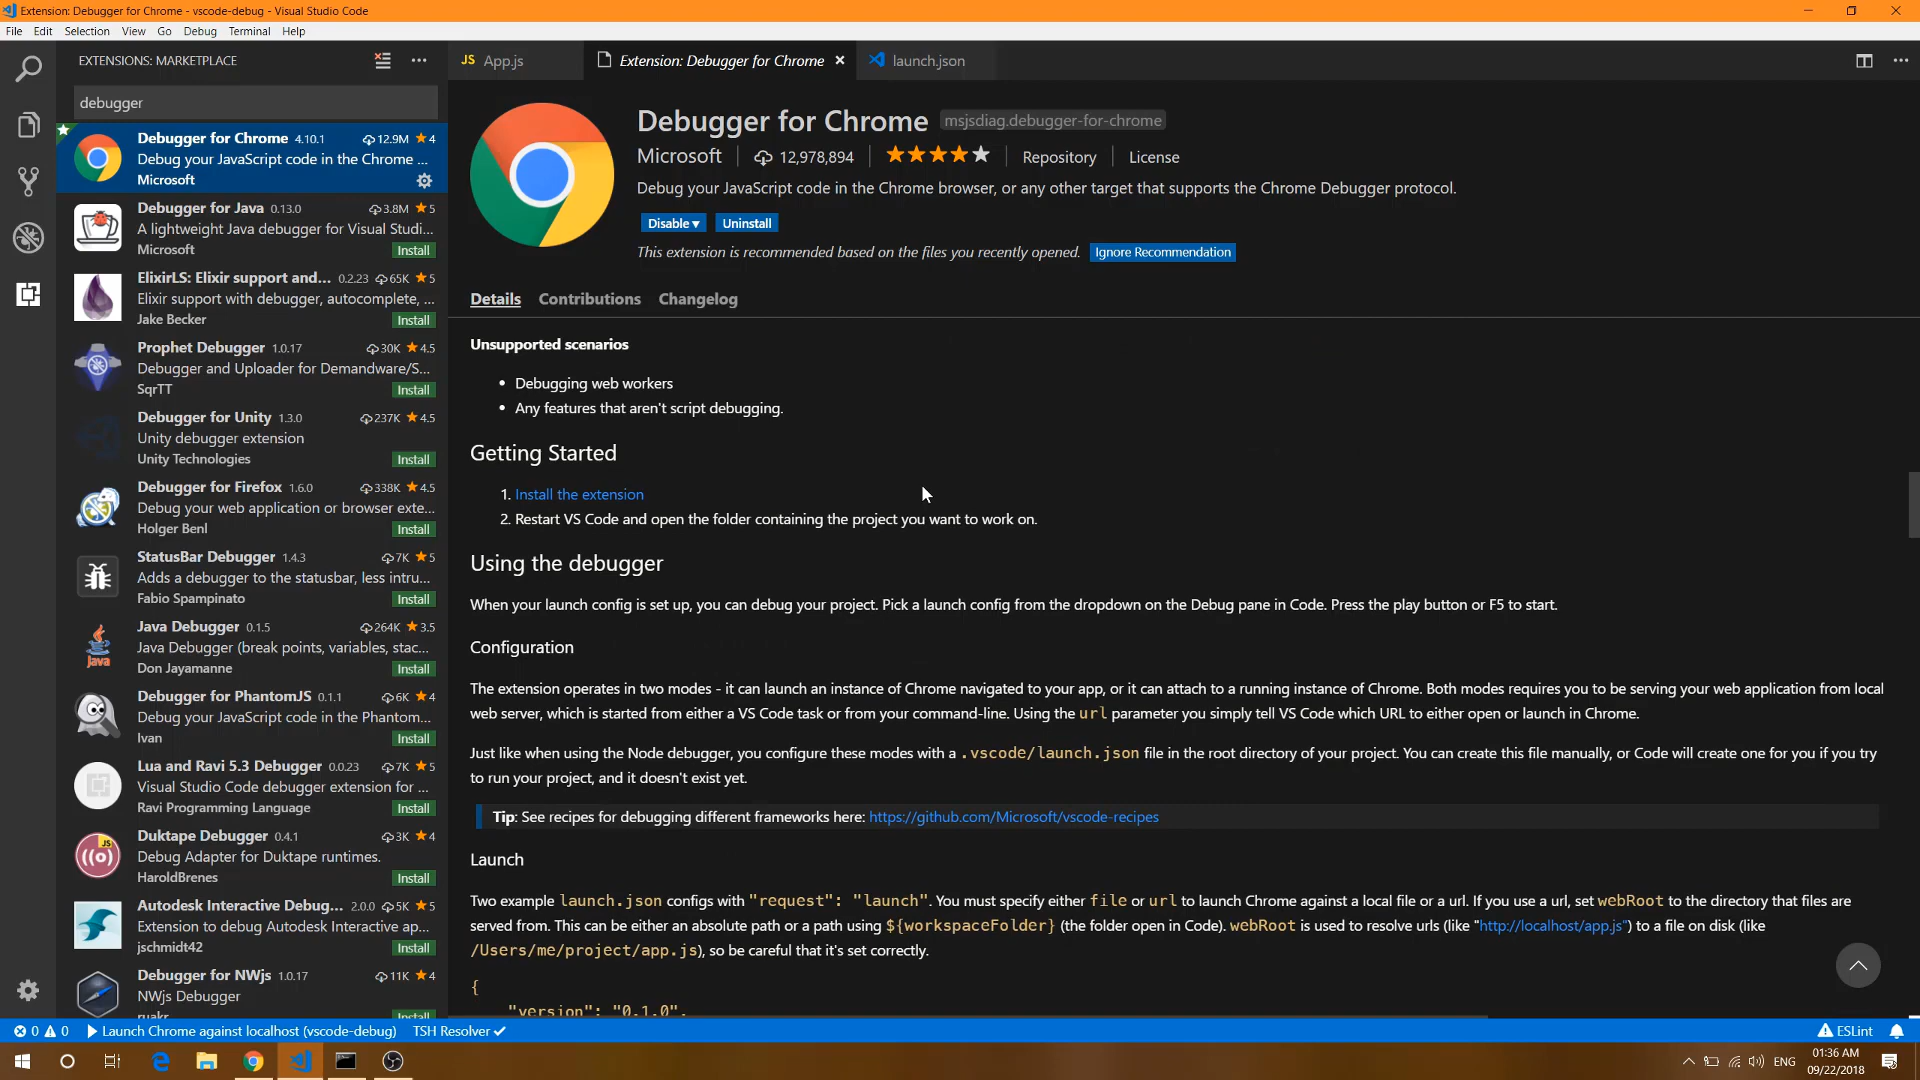 Extension: Debugger for Chrome - vscode-debug - Visual Studio Code
File Edit Selection View Go Debug Terminal Help
EXTENSIONS: MARKETPLACE
debugger
Debugger for Chrome 4.10.1 12.9M 4
Debug your JavaScript code in the Chrome ...
Microsoft
Debugger for Java 0.13.0 3.8M 5
A lightweight Java debugger for Visual Studi...
Microsoft Install
ElixirLS: Elixir support and... 0.2.23 65K 5
Elixir support with debugger, autocomplete, ...
Jake Becker Install
Prophet Debugger 1.0.17 30K 4.5
Debugger and Uploader for Demandware/S...
SqrTT Install
Debugger for Unity 1.3.0 237K 4.5
Unity debugger extension
Unity Technologies Install
Debugger for Firefox 1.6.0 338K 4.5
Debug your web application or browser exte...
Holger Benl Install
StatusBar Debugger 1.4.3 7K 5
Adds a debugger to the statusbar, less intru...
Fabio Spampinato Install
Java Debugger 0.1.5 264K 3.5
Java Debugger (break points, variables, stac...
Don Jayamanne Install
Debugger for PhantomJS 0.1.1 6K 4
Debug your JavaScript code in the Phantom...
Ivan Install
Lua and Ravi 5.3 Debugger 0.0.23 7K 5
Visual Studio Code debugger extension for ...
Ravi Programming Language Install
Duktape Debugger 0.4.1 3K 4
Debug Adapter for Duktape runtimes.
HaroldBrenes Install
Autodesk Interactive Debug... 2.0.0 5K 5
Extension to debug Autodesk Interactive ap...
jschmidt42 Install
Debugger for NWjs 1.0.17 11K 4
NWjs Debugger
ruakr Install
JS App.js
Extension: Debugger for Chrome ×
launch.json
Debugger for Chrome msjsdiag.debugger-for-chrome
Microsoft 12,978,894 Repository License
Debug your JavaScript code in the Chrome browser, or any other target that supports the Chrome Debugger protocol.
Disable Uninstall
This extension is recommended based on the files you recently opened. Ignore Recommendation
Details Contributions Changelog
Unsupported scenarios
• Debugging web workers
• Any features that aren't script debugging.
Getting Started
1. Install the extension
2. Restart VS Code and open the folder containing the project you want to work on.
Using the debugger
When your launch config is set up, you can debug your project. Pick a launch config from the dropdown on the Debug pane in Code. Press the play button or F5 to start.
Configuration
The extension operates in two modes - it can launch an instance of Chrome navigated to your app, or it can attach to a running instance of Chrome. Both modes requires you to be serving your web application from local
web server, which is started from either a VS Code task or from your command-line. Using the url parameter you simply tell VS Code which URL to either open or launch in Chrome.
Just like when using the Node debugger, you configure these modes with a .vscode/launch.json file in the root directory of your project. You can create this file manually, or Code will create one for you if you try
to run your project, and it doesn't exist yet.
Tip: See recipes for debugging different frameworks here: https://github.com/Microsoft/vscode-recipes
Launch
Two example launch.json configs with "request": "launch". You must specify either file or url to launch Chrome against a local file or a url. If you use a url, set webRoot to the directory that files are
served from. This can be either an absolute path or a path using ${workspaceFolder} (the folder open in Code). webRoot is used to resolve urls (like "http://localhost/app.js") to a file on disk (like
/Users/me/project/app.js), so be careful that it's set correctly.
{
"version": "0.1.0",
0 0 Launch Chrome against localhost (vscode-debug) TSH Resolver ESLint
ENG 01:36 AM
09/22/2018